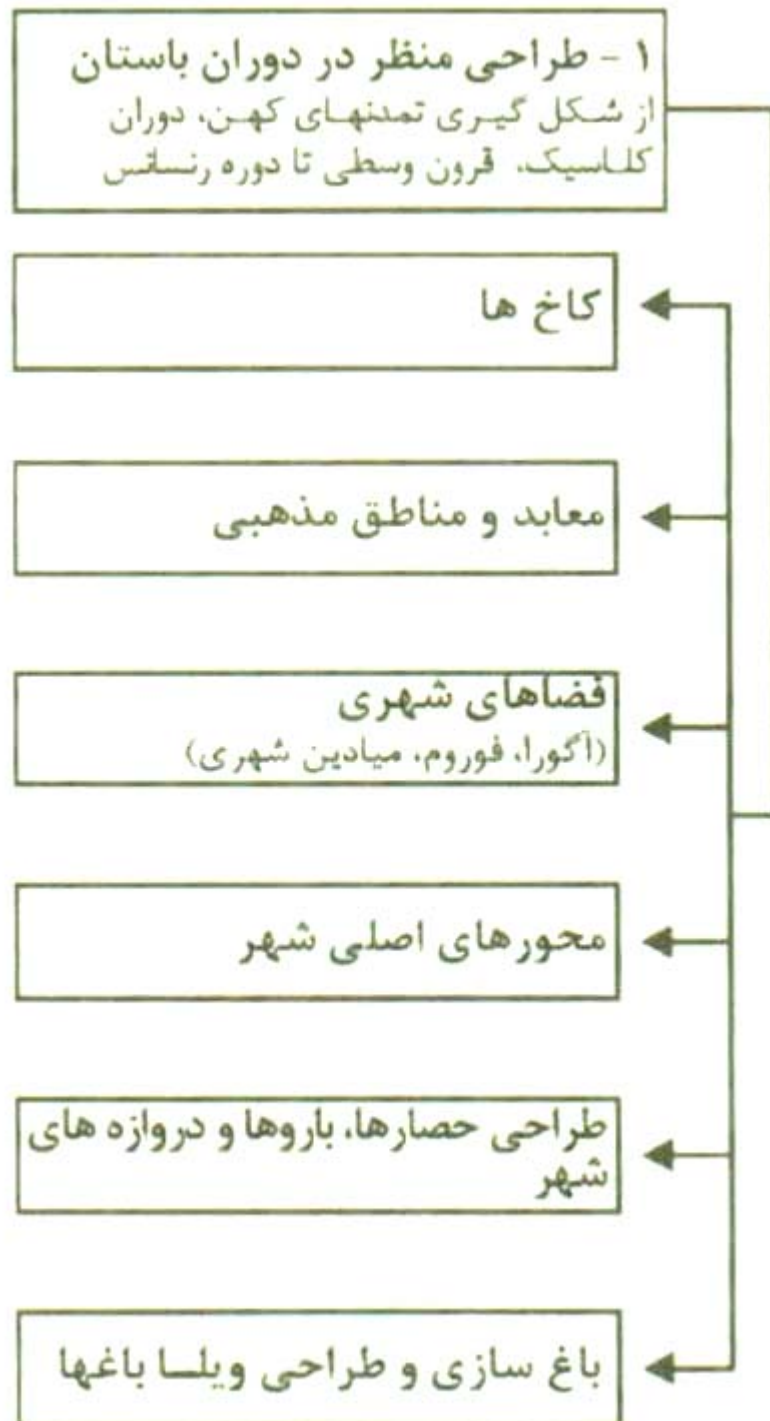 ۱ - طراحی منظر در دوران باستان
از شکل گیری تمدنهای کهن، دوران
کلاسیک، قرون وسطی تا دوره رنسانس
کاخ ها
معابد و مناطق مذهبی
فضاهای شهری
(آگورا، فوروم، میادین شهری)
محورهای اصلی شهر
طراحی حصارها، باروها و دروازه های
شهر
باغ سازی و طراحی ویلا باغها